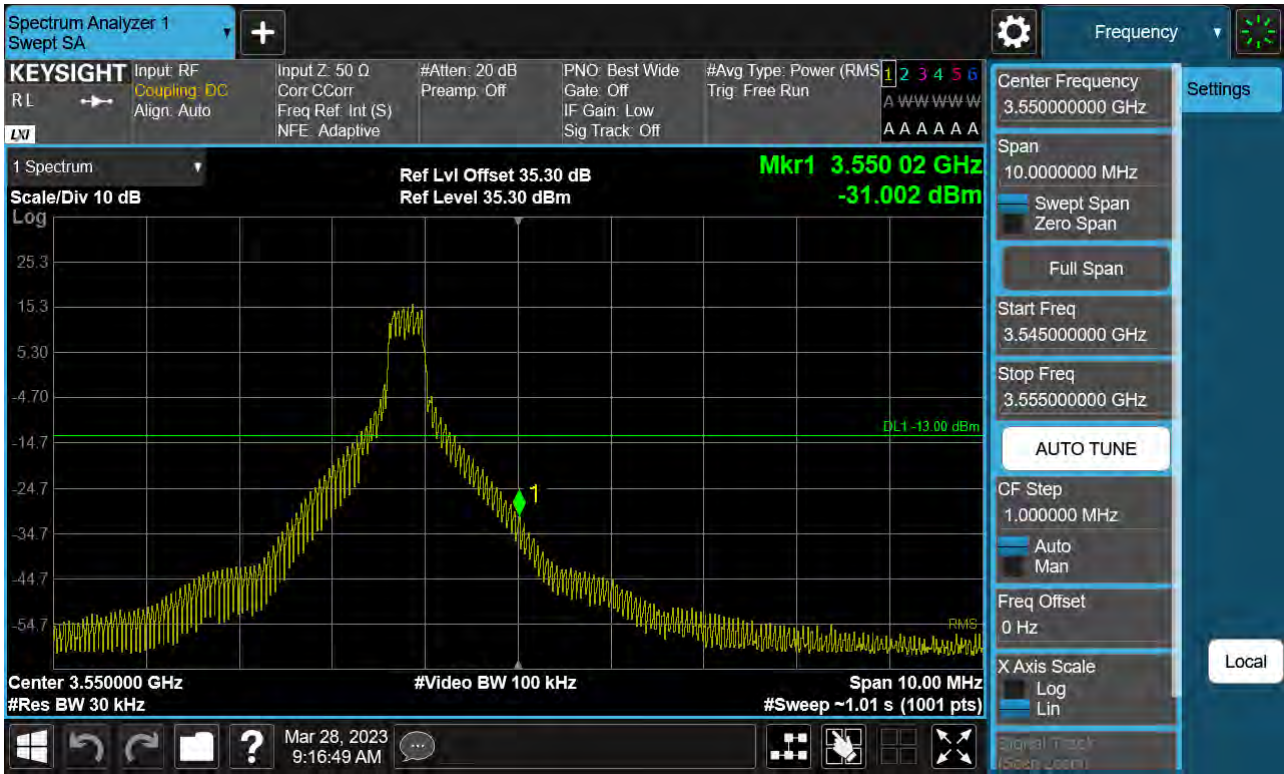 Spectrum Analyzer 1
Swept SA
+
Frequency
KEYSIGHT
RL
LXI
Input: RF
Coupling: DC
Align: Auto
Input Z: 50 Ω
Corr CCorr
Freq Ref: Int (S)
NFE: Adaptive
#Atten: 20 dB
Preamp: Off
PNO: Best Wide
Gate: Off
IF Gain: Low
Sig Track: Off
#Avg Type: Power (RMS
Trig: Free Run
1 2 3 4 5 6
A W W W W W
A A A A A A
1 Spectrum
Scale/Div 10 dB
Log
Ref Lvl Offset 35.30 dB
Ref Level 35.30 dBm
Mkr1 3.550 02 GHz
-31.002 dBm
25.3
15.3
5.30
-4.70
-14.7
-24.7
-34.7
-44.7
-54.7
DL1 -13.00 dBm
1
RMS
Center 3.550000 GHz
#Res BW 30 kHz
#Video BW 100 kHz
Span 10.00 MHz
#Sweep ~1.01 s (1001 pts)
Center Frequency
3.550000000 GHz
Span
10.0000000 MHz
Swept Span
Zero Span
Full Span
Start Freq
3.545000000 GHz
Stop Freq
3.555000000 GHz
AUTO TUNE
CF Step
1.000000 MHz
Auto
Man
Freq Offset
0 Hz
X Axis Scale
Log
Lin
Signal Track
(Span Zoom)
Settings
Local
?
Mar 28, 2023
9:16:49 AM